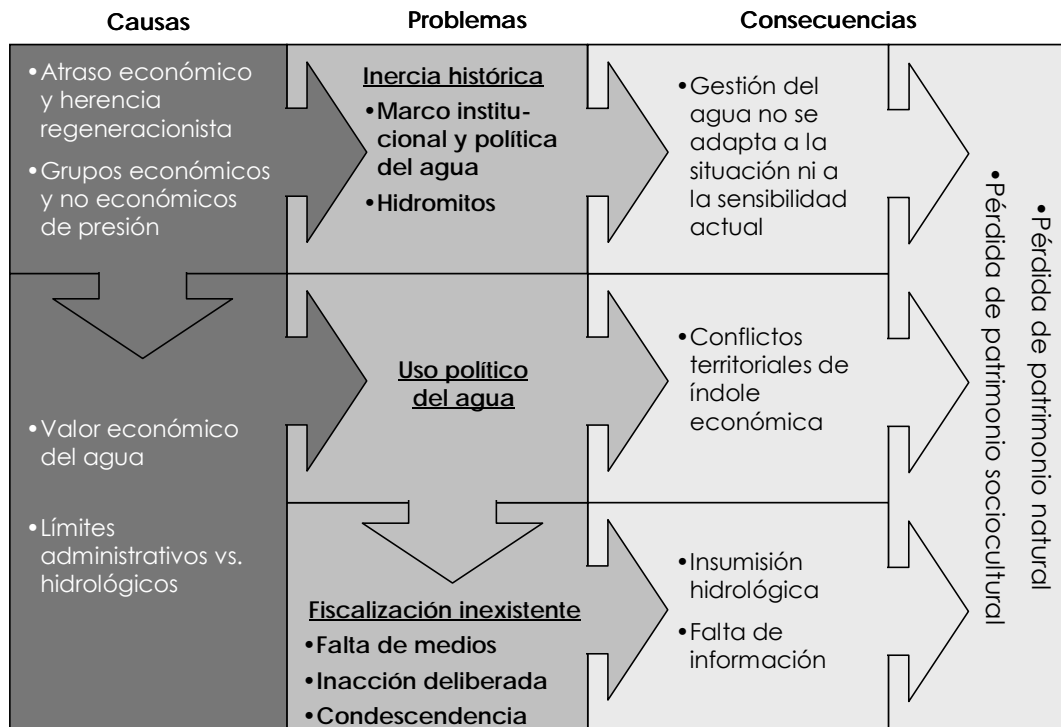 Causas
Problemas
Consecuencias
•Atraso económico
y herencia
regeneracionista
•Grupos económicos
y no económicos
de presión
•Valor económico
del agua
•Límites
administrativos vs.
hidrológicos
Inercia histórica
•Marco institu-
cional y política
del agua
•Hidromitos
Uso político
del agua
Fiscalización inexistente
•Falta de medios
•Inacción deliberada
•Condescendencia
•Gestión del
agua no se
adapta a la
situación ni a
la sensibilidad
actual
•Conflictos
territoriales de
índole
económica
•Insumisión
hidrológica
•Falta de
información
•Pérdida de patrimonio natural
•Pérdida de patrimonio sociocultural